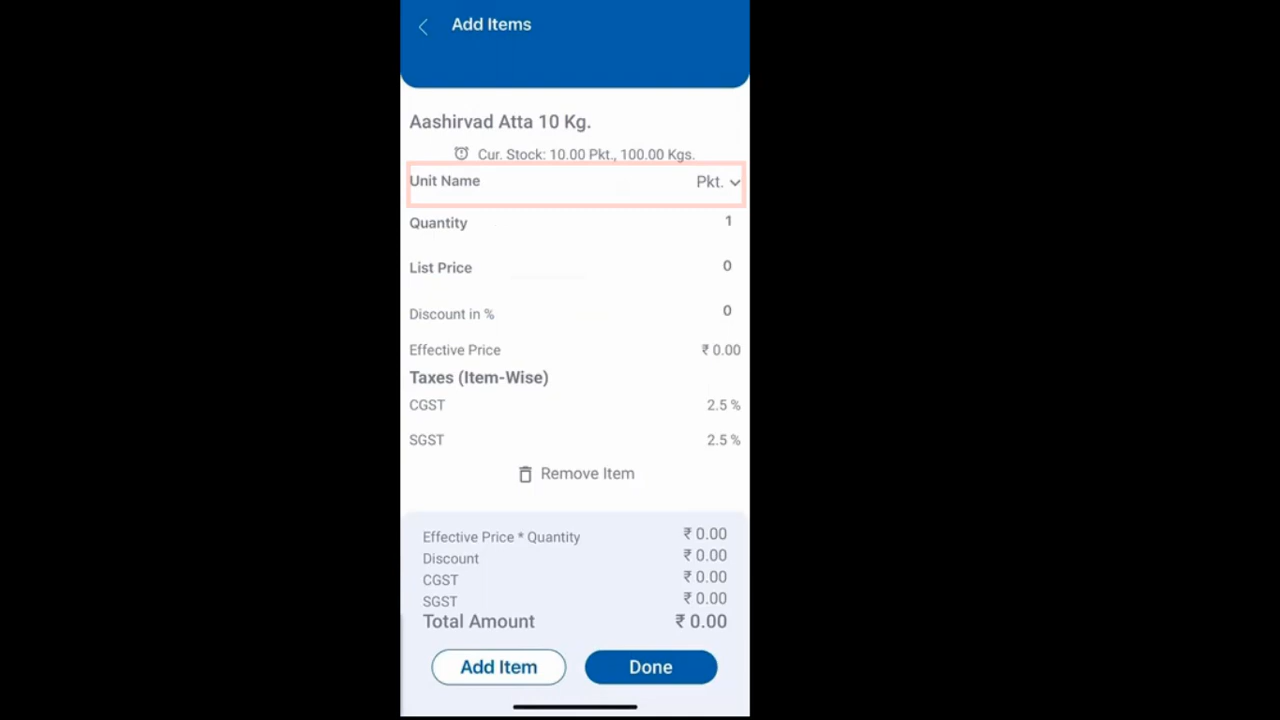 Add Items
Aashirvad Atta 10 Kg.
Cur. Stock: 10.00 Pkt., 100.00 Kgs.
Unit Name Pkt.
Quantity 1
List Price 0
Discount in % 0
Effective Price ₹ 0.00
Taxes (Item-Wise)
CGST 2.5 %
SGST 2.5 %
Remove Item
Effective Price * Quantity ₹ 0.00
Discount ₹ 0.00
CGST ₹ 0.00
SGST ₹ 0.00
Total Amount ₹ 0.00
Add Item Done